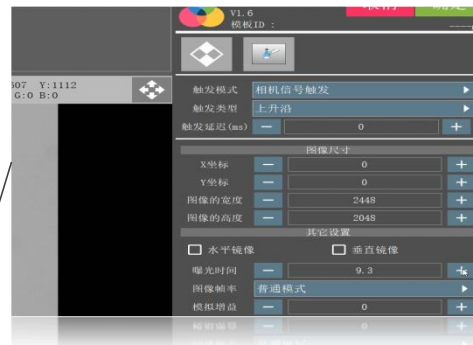 V1.6
模板ID :
507 Y:1112
G:0 B:0
触发模式 相机信号触发
触发类型 上升沿
触发延迟(ms) 0
图像尺寸
X坐标 0
Y坐标 0
图像的宽度 2448
图像的高度 2048
其它设置
水平镜像 垂直镜像
曝光时间 9.3
图像帧率 普通模式
模拟增益 0